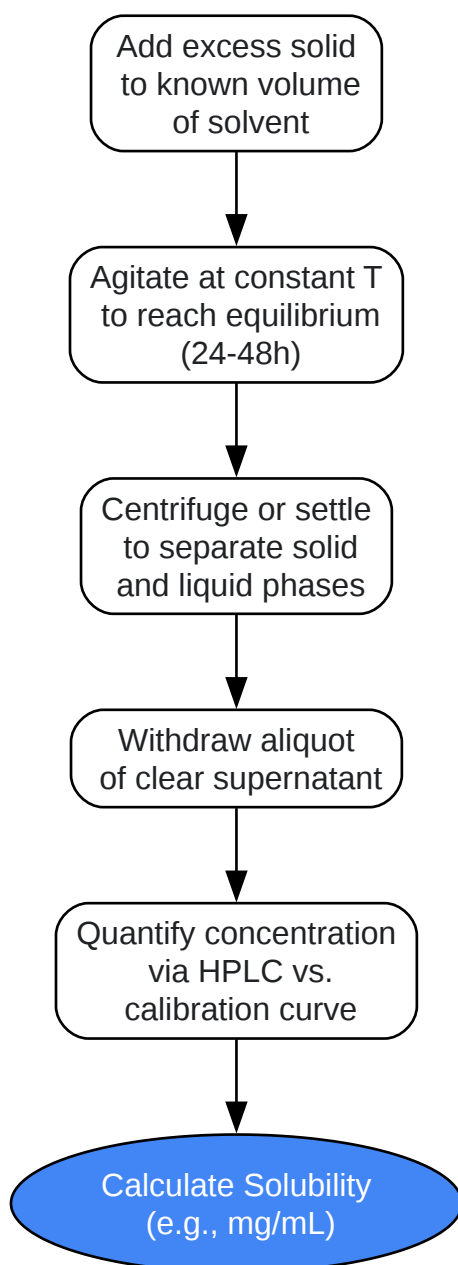 Add excess solid
to known volume
of solvent
Agitate at constant T
to reach equilibrium
(24-48h)
Centrifuge or settle
to separate solid
and liquid phases
Withdraw aliquot
of clear supernatant
Quantify concentration
via HPLC vs.
calibration curve
Calculate Solubility
(e.g., mg/mL)